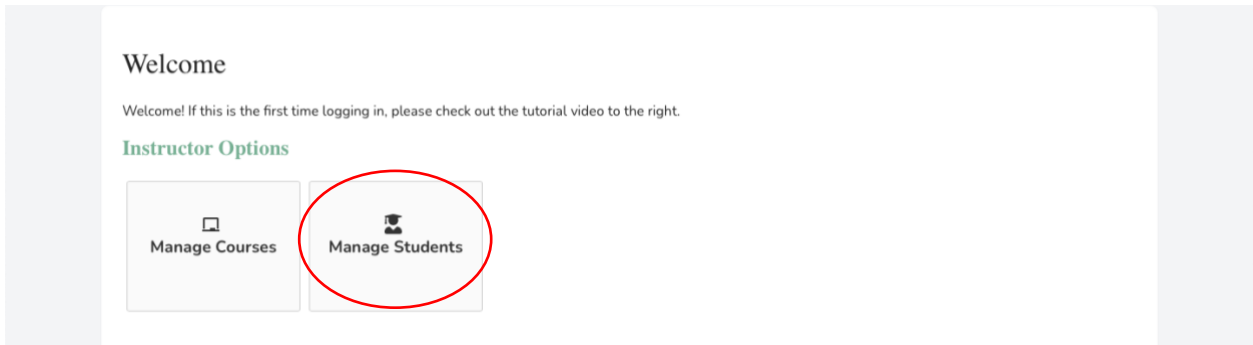 Welcome
Welcome! If this is the first time logging in, please check out the tutorial video to the right.
Instructor Options
Manage Courses
Manage Students